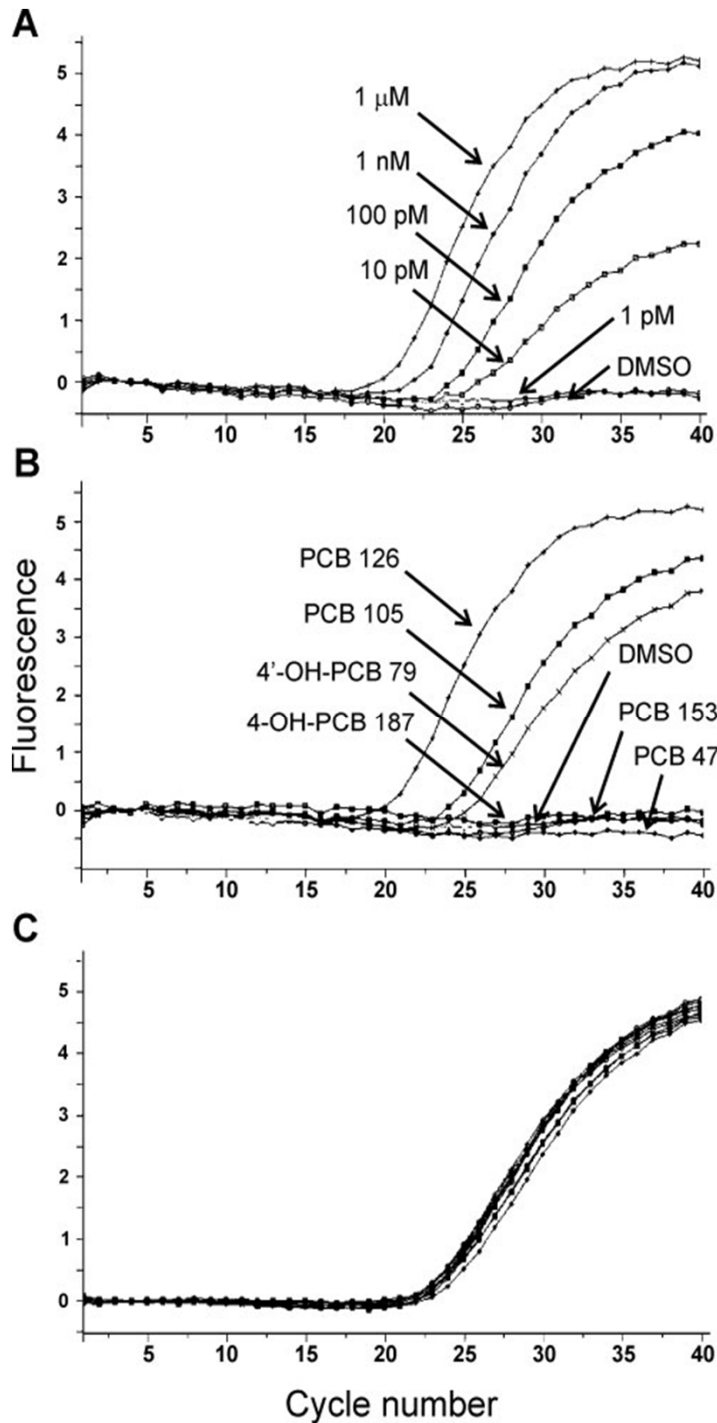 A
5
4
3
2
1
0
1 μM
1 nM
100 pM
10 pM
1 pM
DMSO
5 10 15 20 25 30 35 40
B
Fluorescence
5
4
3
2
1
0
PCB 126
PCB 105
4'-OH-PCB 79
4-OH-PCB 187
DMSO
PCB 153
PCB 47
5 10 15 20 25 30 35 40
C
5
4
3
2
1
0
5 10 15 20 25 30 35 40
Cycle number